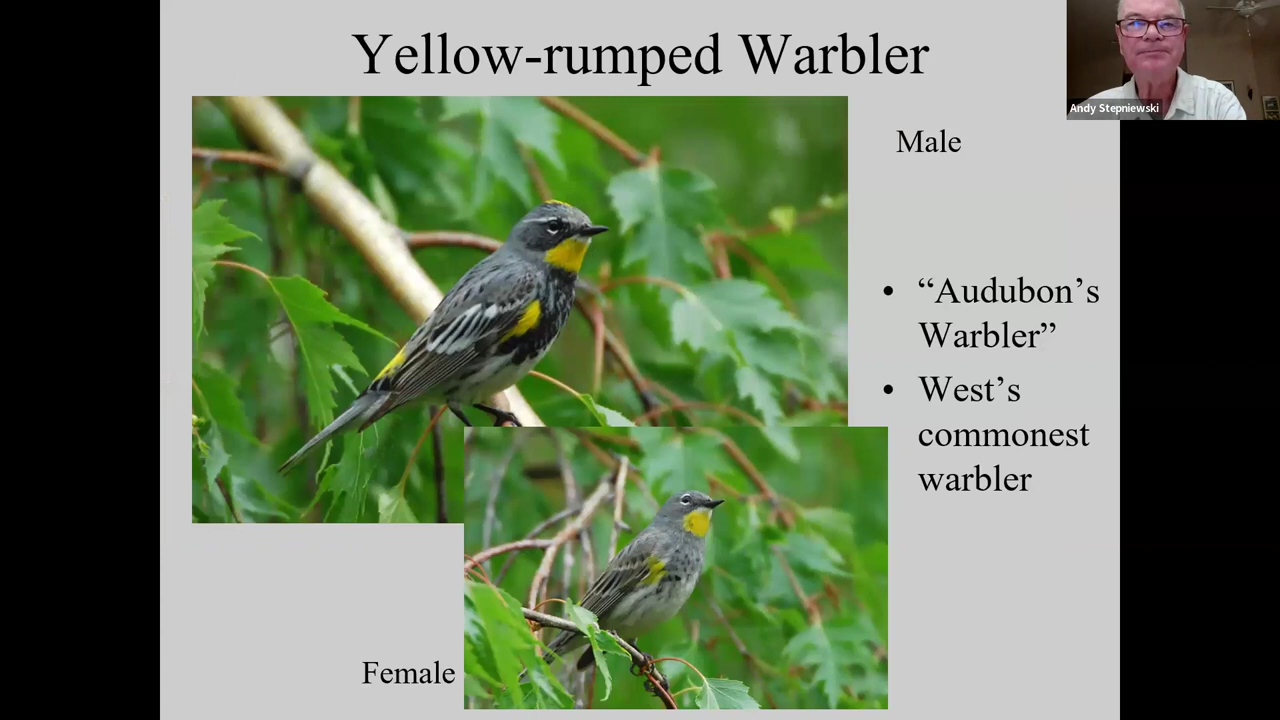 Yellow-rumped Warbler
Andy Stepniewski
Male
• “Audubon’s
Warbler”
• West’s
commonest
warbler
Female